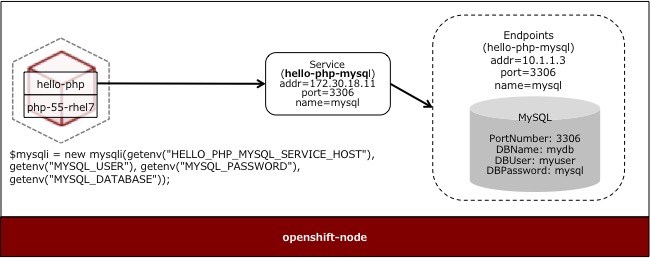 hello-php
php-55-rhel7
$mysqli = new mysqli(getenv("HELLO_PHP_MYSQL_SERVICE_HOST"),
getenv("MYSQL_USER"), getenv("MYSQL_PASSWORD"),
getenv("MYSQL_DATABASE"));
Service
(hello-php-mysql)
addr=172.30.18.11
port=3306
name=mysql
Endpoints
(hello-php-mysql)
addr=10.1.1.3
port=3306
name=mysql
MySQL
PortNumber: 3306
DBName: mydb
DBUser: myuser
DBPassword: mysql
openshift-node